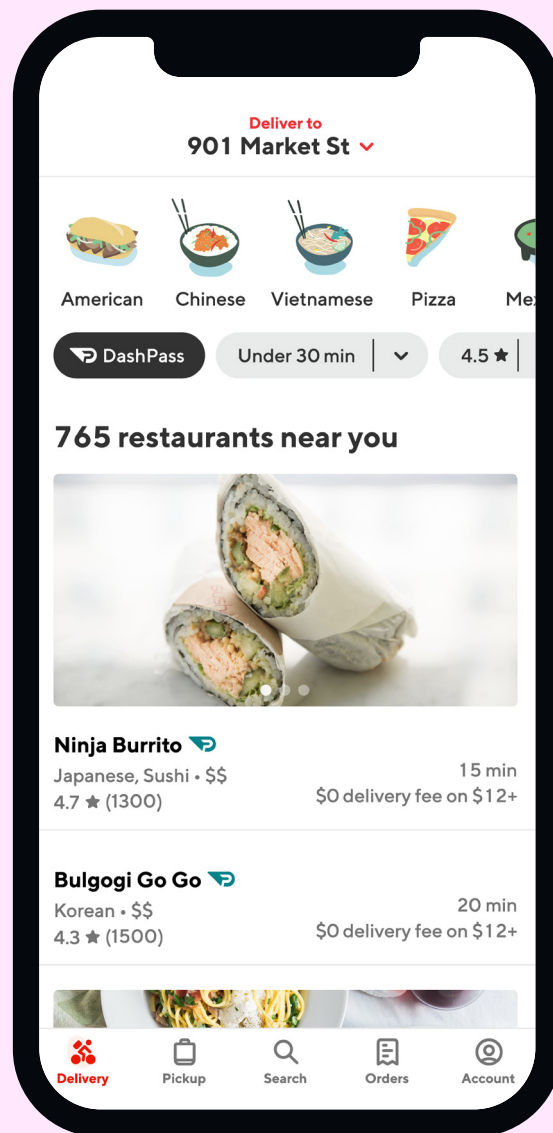 Deliver to
901 Market St
American Chinese Vietnamese Pizza
DashPass Under 30 min 4.5 ★
765 restaurants near you
Ninja Burrito
Japanese, Sushi • $$ 15 min
4.7 ★ (1300) $0 delivery fee on $12+
Bulgogi Go Go
Korean • $$ 20 min
4.3 ★ (1500) $0 delivery fee on $12+
Delivery Pickup Search Orders Account